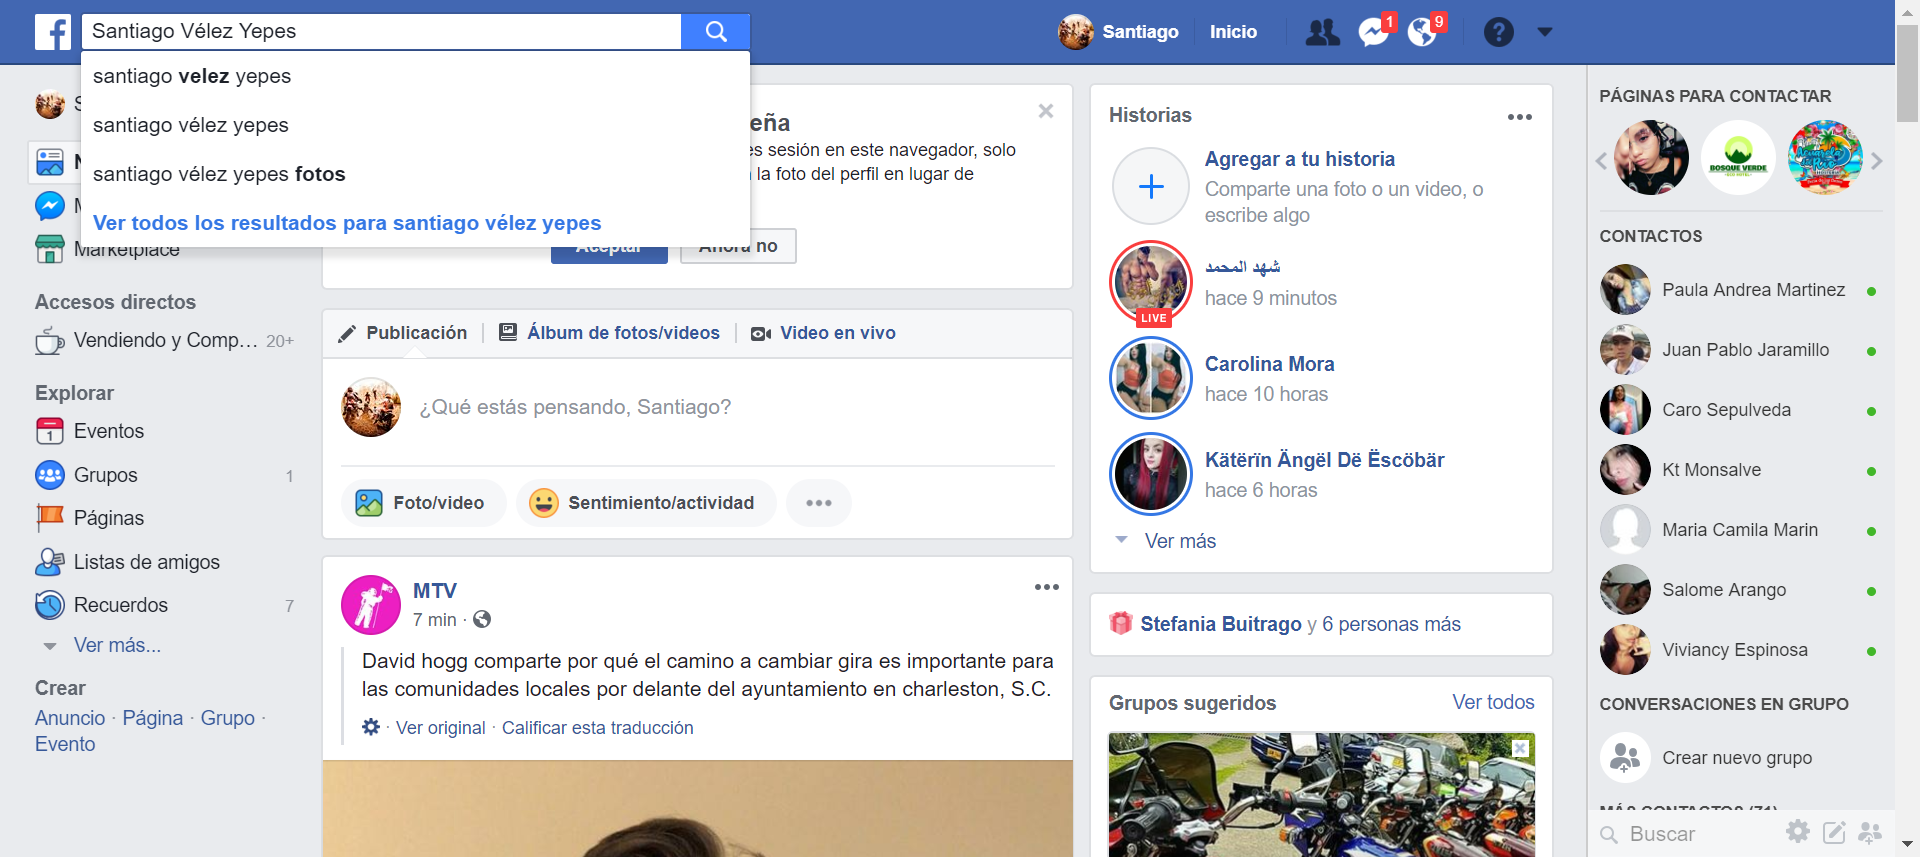 Santiago Vélez Yepes
Santiago
Inicio
1
9
santiago velez yepes
santiago vélez yepes
santiago vélez yepes fotos
Ver todos los resultados para santiago vélez yepes
S
N
M
Marketplace
Accesos directos
Vendiendo y Comp...
20+
Explorar
1
Eventos
Grupos
1
Páginas
Listas de amigos
Recuerdos
7
Ver más...
Crear
Anuncio · Página · Grupo ·
Evento
eña
es sesión en este navegador, solo
la foto del perfil en lugar de
Aceptar
Ahora no
Publicación
Álbum de fotos/videos
Video en vivo
¿Qué estás pensando, Santiago?
Foto/video
Sentimiento/actividad
MTV
7 min ·
David hogg comparte por qué el camino a cambiar gira es importante para
las comunidades locales por delante del ayuntamiento en charleston, S.C.
· Ver original · Calificar esta traducción
Historias
Agregar a tu historia
Comparte una foto o un video, o
escribe algo
شهد المحمد
hace 9 minutos
LIVE
Carolina Mora
hace 10 horas
Kätërïn Ängël Dë Ëscöbär
hace 6 horas
Ver más
Stefania Buitrago y 6 personas más
Grupos sugeridos
Ver todos
PÁGINAS PARA CONTACTAR
BOSQUE VERDE
CONTACTOS
Paula Andrea Martinez
Juan Pablo Jaramillo
Caro Sepulveda
Kt Monsalve
Maria Camila Marin
Salome Arango
Viviancy Espinosa
CONVERSACIONES EN GRUPO
Crear nuevo grupo
MÁS CONTACTOS (71)
Buscar